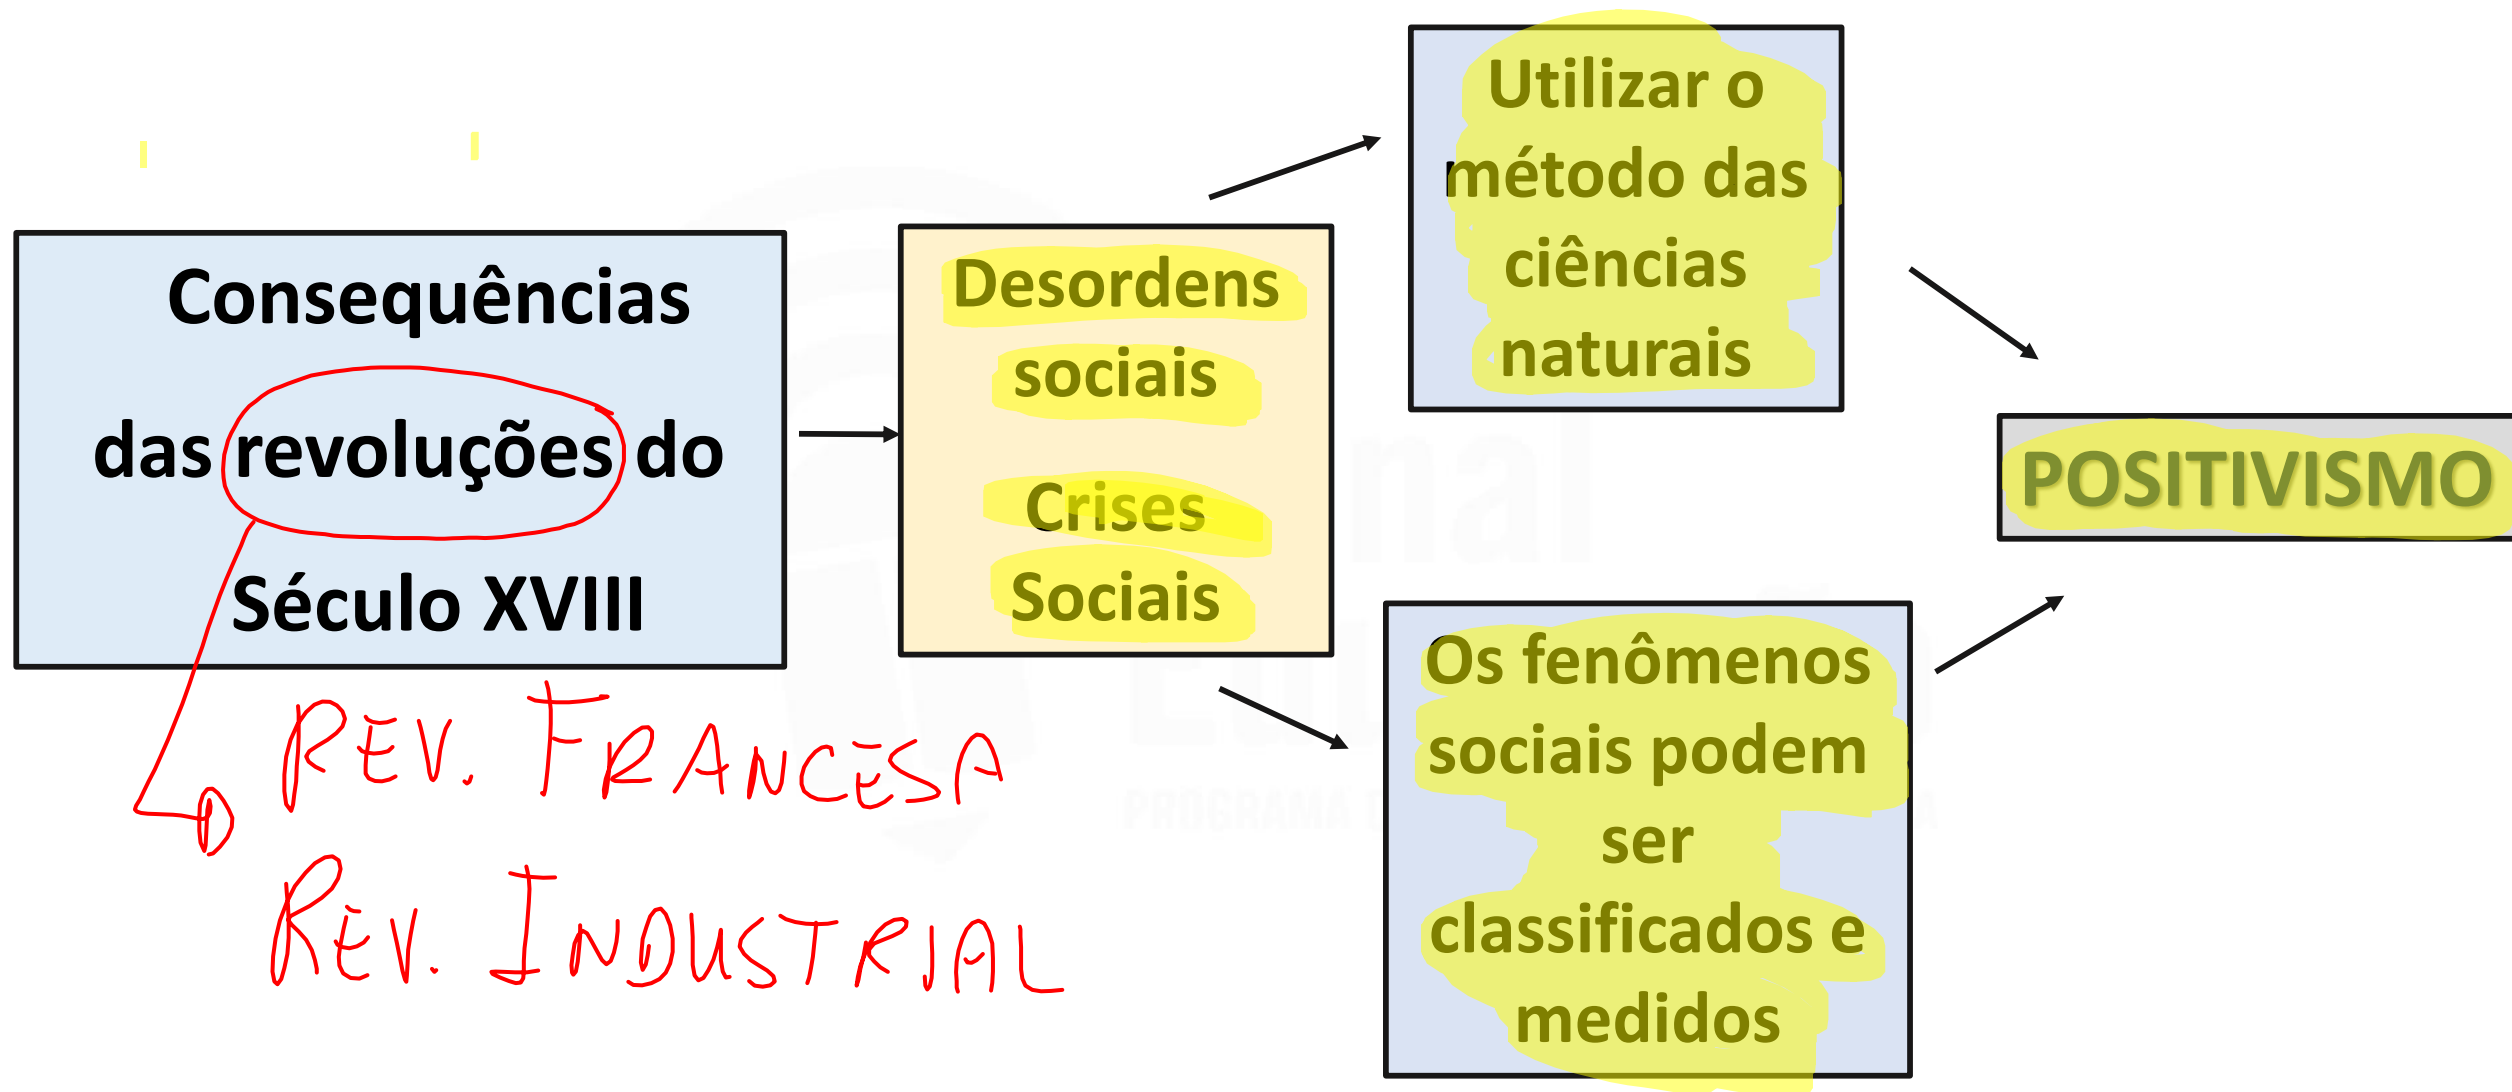 Consequências
das revoluções do
Século XVIII
REV. FRANCESA
REV. INDUSTRIAL
Desordens
sociais
Crises
Sociais
Utilizar o
método das
ciências
naturais
Os fenômenos
sociais podem
ser
classificados e
medidos
POSITIVISMO